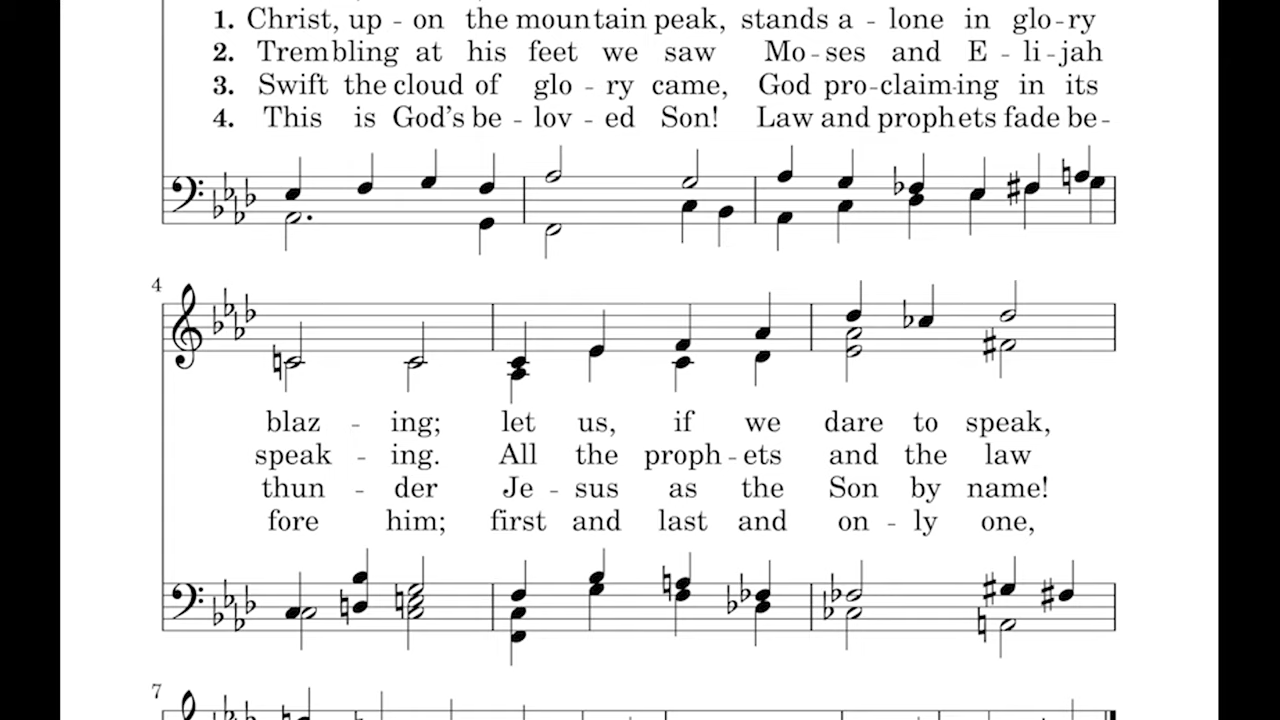 1. Christ, up - on the mountain peak, stands a - lone in glo - ry
2. Trembling at his feet we saw Mo - ses and E - li - jah
3. Swift the cloud of glo - ry came, God pro - claim - ing in its
4. This is God's be - lov - ed Son! Law and prophets fade be -
4
blaz - ing; let us, if we dare to speak,
speak - ing. All the proph - ets and the law
thun - der Je - sus as the Son by name!
fore him; first and last and on - ly one,
7